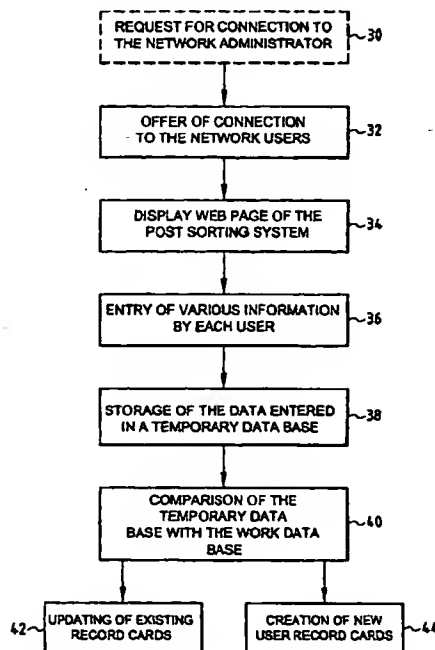 REQUEST FOR CONNECTION TO
THE NETWORK ADMINISTRATOR
30
OFFER OF CONNECTION
TO THE NETWORK USERS
32
DISPLAY WEB PAGE OF THE
POST SORTING SYSTEM
34
ENTRY OF VARIOUS INFORMATION
BY EACH USER
36
STORAGE OF THE DATA ENTERED
IN A TEMPORARY DATA BASE
38
COMPARISON OF THE
TEMPORARY DATA
BASE WITH THE WORK DATA
BASE
40
42
UPDATING OF EXISTING
RECORD CARDS
CREATION OF NEW
USER RECORD CARDS
44